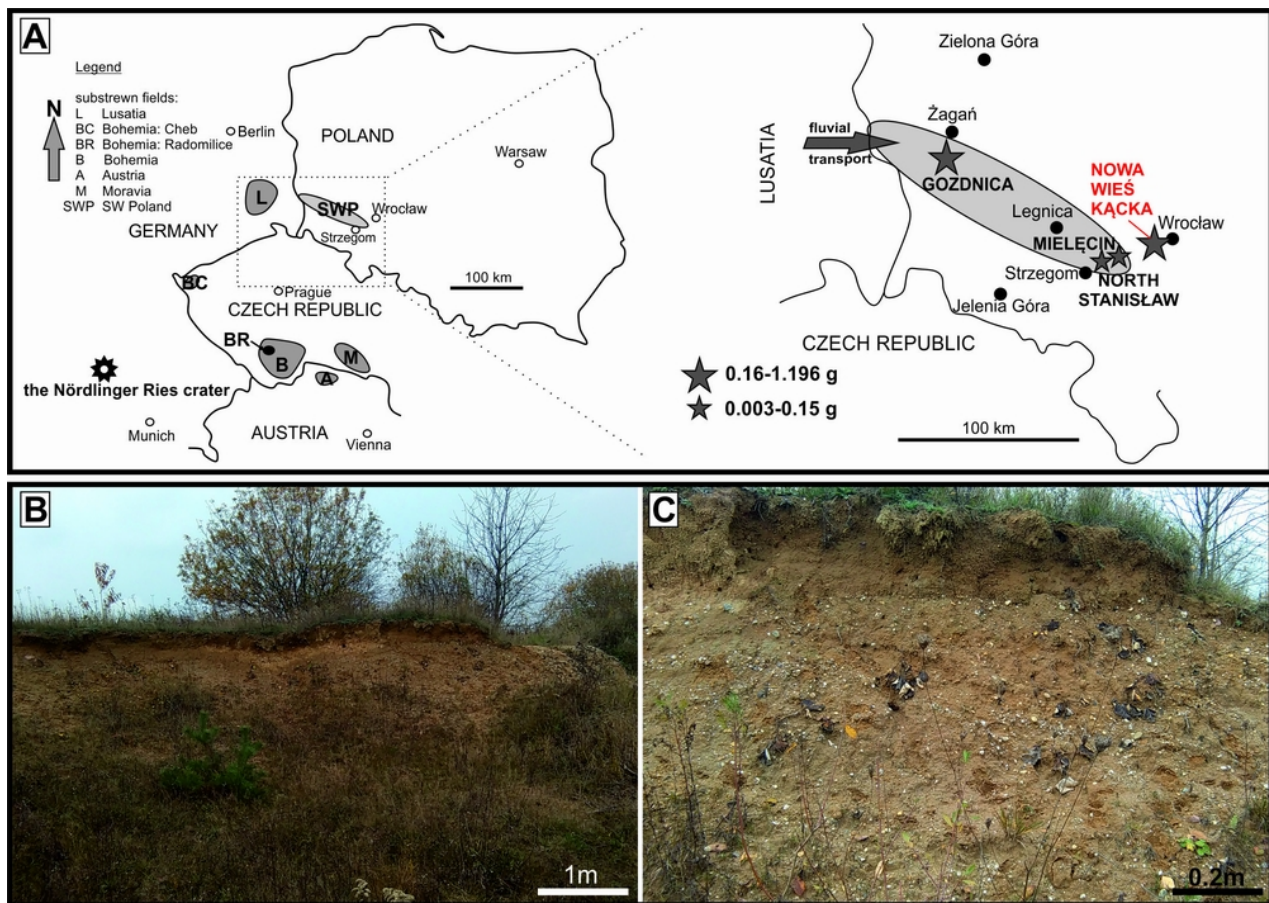 A
Legend
substrewn fields:
L Lusatia
BC Bohemia: Cheb
BR Bohemia: Radomilice
B Bohemia
A Austria
M Moravia
SWP SW Poland
N
Berlin
POLAND
Warsaw
L
SWP
Wrocław
Strzegom
GERMANY
100 km
BC
Prague
CZECH REPUBLIC
BR
B
M
A
the Nördlinger Ries crater
Munich
AUSTRIA
Vienna
Zielona Góra
LUSATIA
fluvial
transport
Żagań
GOZDNICA
NOWA
WIEŚ
KĄCKA
Legnica
Wrocław
MIELĘCIN
Strzegom
NORTH
STANISŁAW
Jelenia Góra
CZECH REPUBLIC
0.16-1.196 g
0.003-0.15 g
100 km
B
1m
C
0.2m